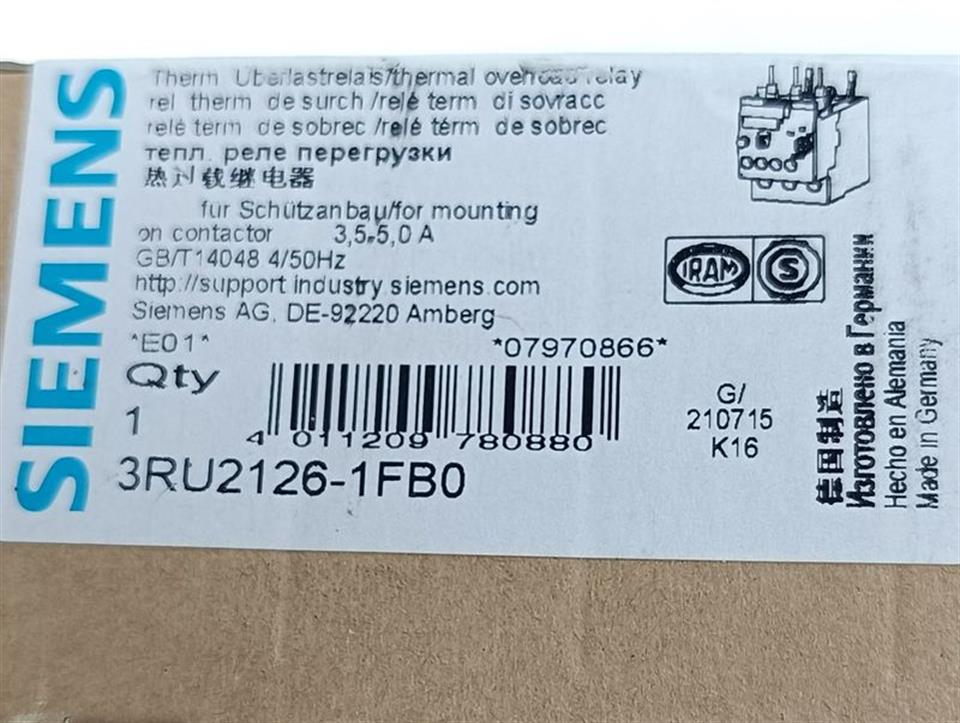 SIEMENS
Therm. Überlastrelais/thermal overload relay
rel. therm. de surch./relé term. di sovracc.
relé term. de sobrec./relé térm. de sobrec.
тепл. реле перегрузки
热过载继电器
für Schützanbau/for mounting
on contactor 3,5-5,0 A
GB/T14048.4/50Hz
http://support.industry.siemens.com
Siemens AG, DE-92220 Amberg
*E01* *07970866*
Qty
1
4 011209 780880
3RU2126-1FB0
G/
210715
K16
IRAM
S
德国制造
Изготовлено в Германии
Hecho en Alemania
Made in Germany